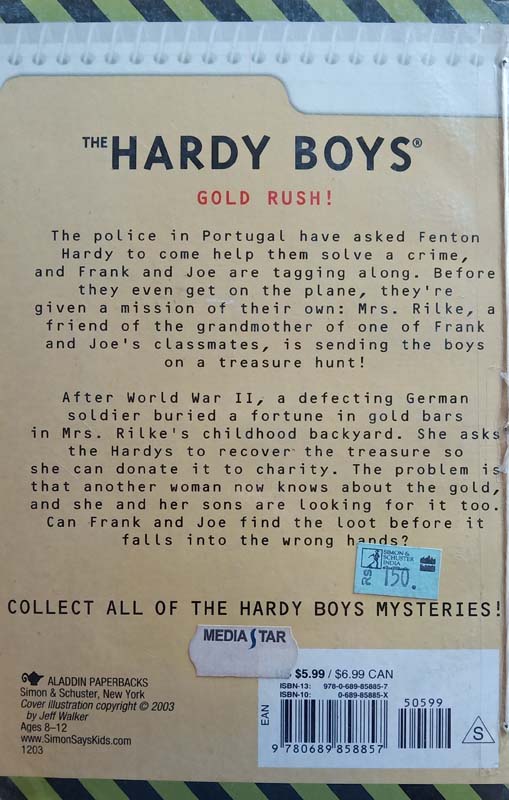 THE HARDY BOYS®
GOLD RUSH!
The police in Portugal have asked Fenton
Hardy to come help them solve a crime,
and Frank and Joe are tagging along. Before
they even get on the plane, they're
given a mission of their own: Mrs. Rilke, a
friend of the grandmother of one of Frank
and Joe's classmates, is sending the boys
on a treasure hunt!
After World War II, a defecting German
soldier buried a fortune in gold bars
in Mrs. Rilke's childhood backyard. She asks
the Hardys to recover the treasure so
she can donate it to charity. The problem is
that another woman now knows about the gold,
and she and her sons are looking for it too.
Can Frank and Joe find the loot before it
falls into the wrong hands?
SIMON &
SCHUSTER
INDIA
RS 150.
COLLECT ALL OF THE HARDY BOYS MYSTERIES!
MEDIA STAR
ALADDIN PAPERBACKS
Simon & Schuster, New York
Cover illustration copyright © 2003
by Jeff Walker
Ages 8–12
www.SimonSaysKids.com
1203
$5.99 / $6.99 CAN
ISBN-13: 978-0-689-85885-7
ISBN-10: 0-689-85885-X
50599
EAN
9 780689 858857
S